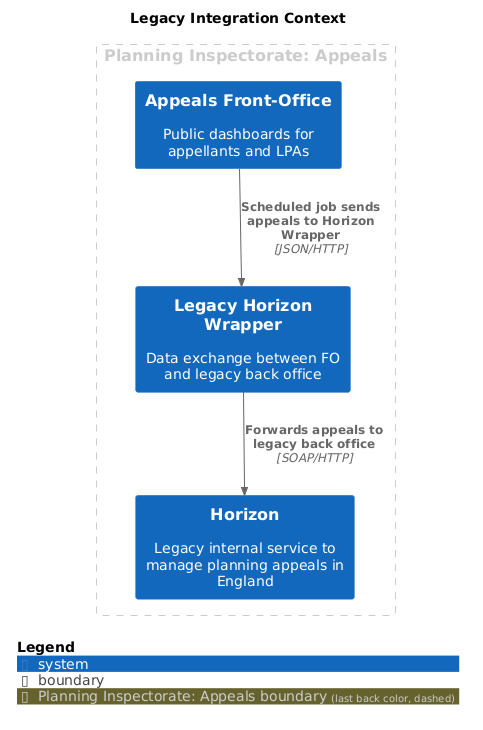 Legacy Integration Context
Planning Inspectorate: Appeals
Appeals Front-Office
Public dashboards for
appellants and LPAs
Scheduled job sends
appeals to Horizon
Wrapper
[JSON/HTTP]
Legacy Horizon
Wrapper
Data exchange between FO
and legacy back office
Forwards appeals to
legacy back office
[SOAP/HTTP]
Horizon
Legacy internal service to
manage planning appeals in
England
Legend
system
boundary
Planning Inspectorate: Appeals boundary (last back color, dashed)